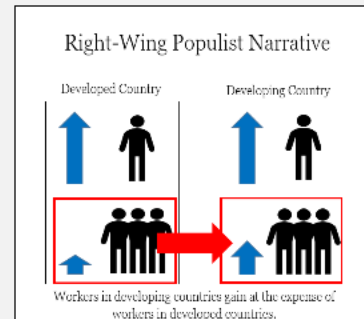 Right-Wing Populist Narrative
Developed Country
Developing Country
Workers in developing countries gain at the expense of
workers in developed countries.